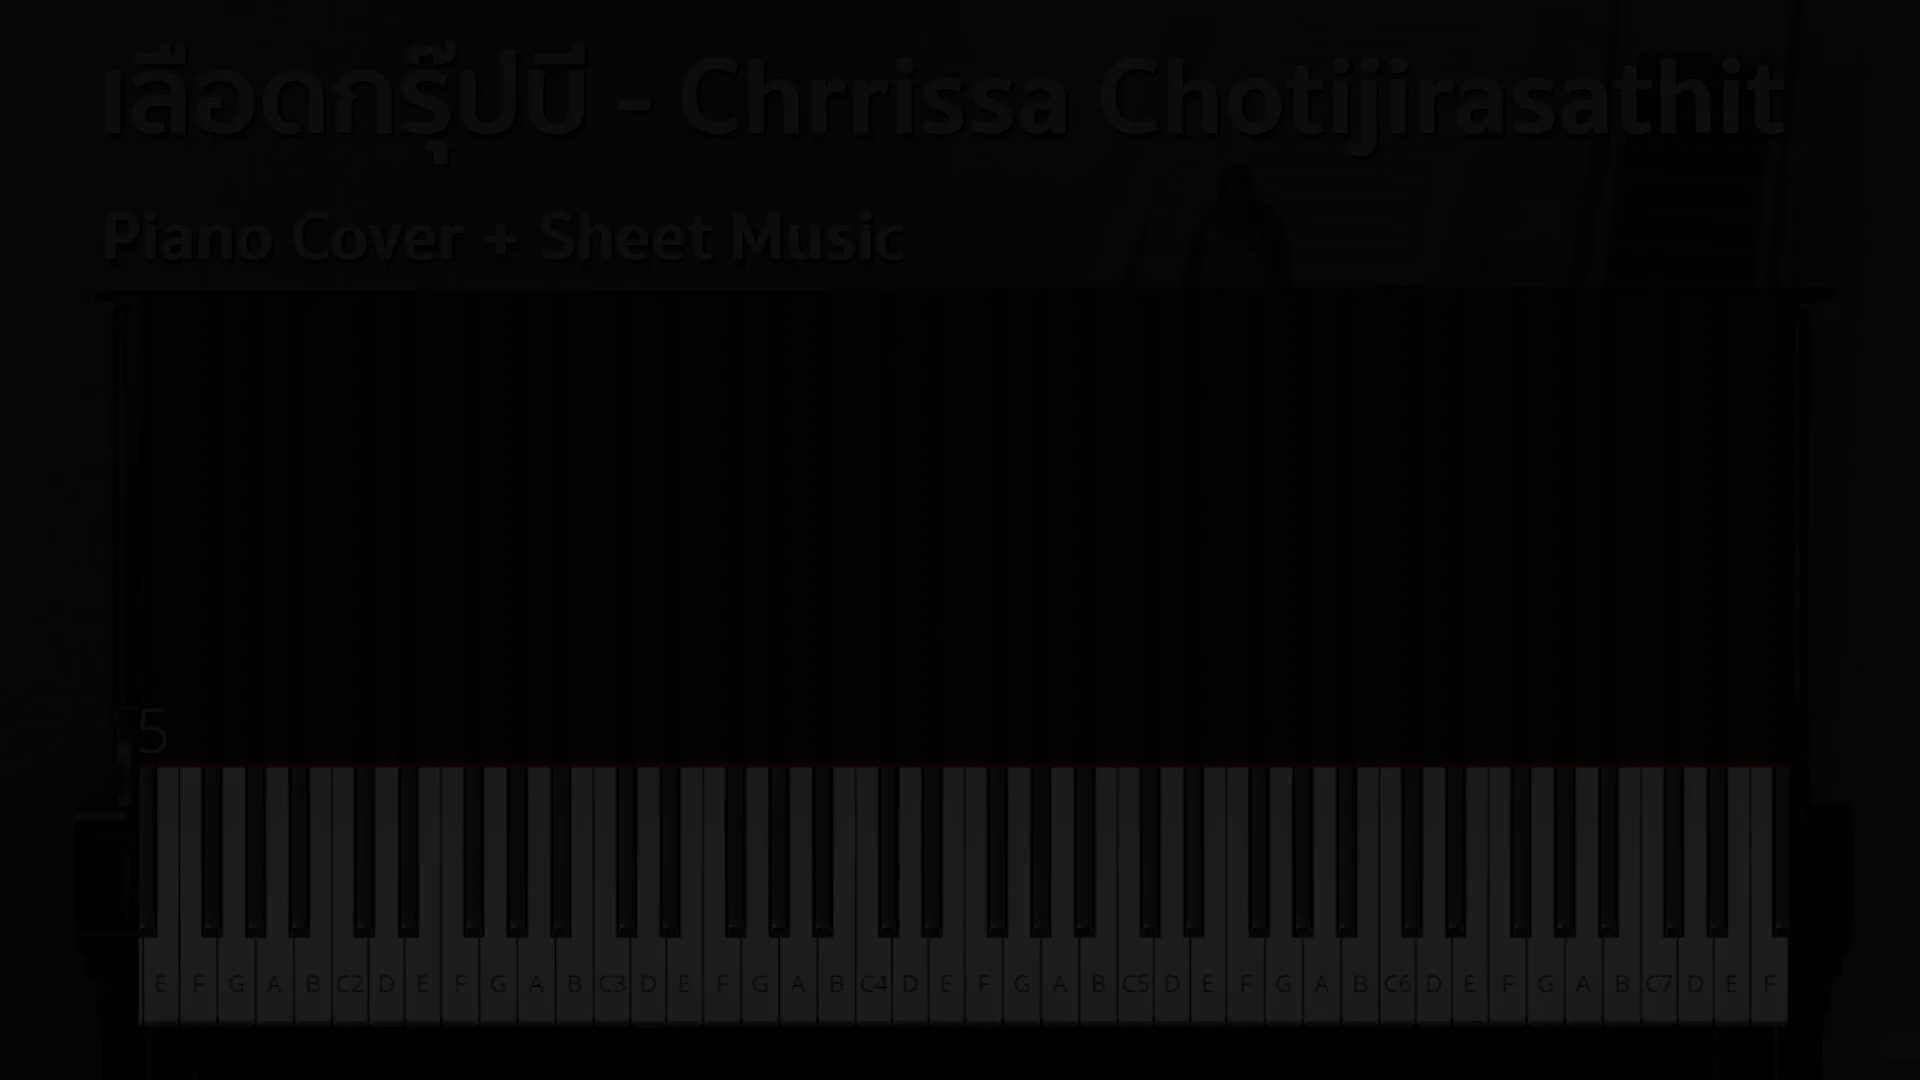 เลือดกรุ๊ปบี - Chrrissa Chotijirasathit
Piano Cover + Sheet Music
5
E F G A B C2 D E F G A B C3 D E F G A B C4 D E F G A B C5 D E F G A B C6 D E F G A B C7 D E F